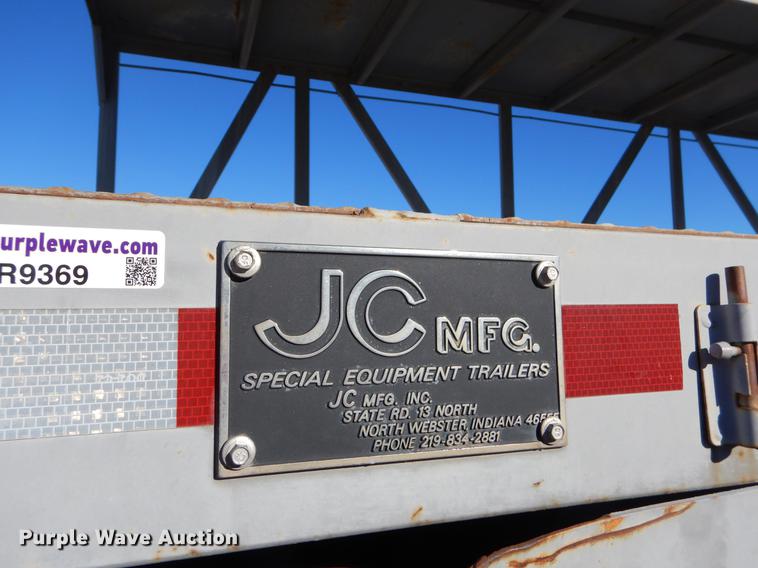 urplewave.com
R9369
JC MFG.
SPECIAL EQUIPMENT TRAILERS
JC MFG. INC.
STATE RD. 13 NORTH
NORTH WEBSTER, INDIANA
PHONE 219-834-2881
Purple Wave Auction